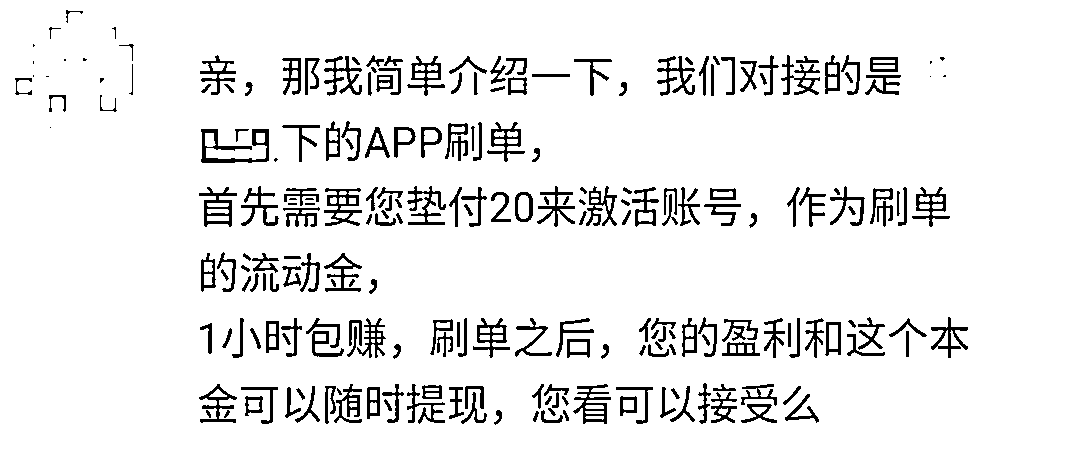 亲，那我简单介绍一下，我们对接的是
下的APP刷单，
首先需要您垫付20来激活账号，作为刷单
的流动金，
1小时包赚，刷单之后，您的盈利和这个本
金可以随时提现，您看可以接受么